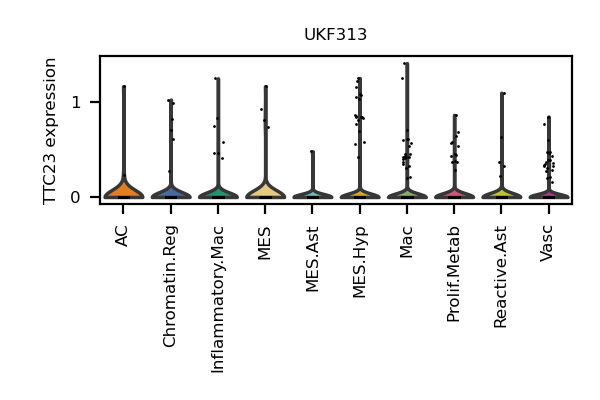 UKF313
TTC23 expression
1
0
AC
Chromatin.Reg
Inflammatory.Mac
MES
MES.Ast
MES.Hyp
Mac
Prolif.Metab
Reactive.Ast
Vasc